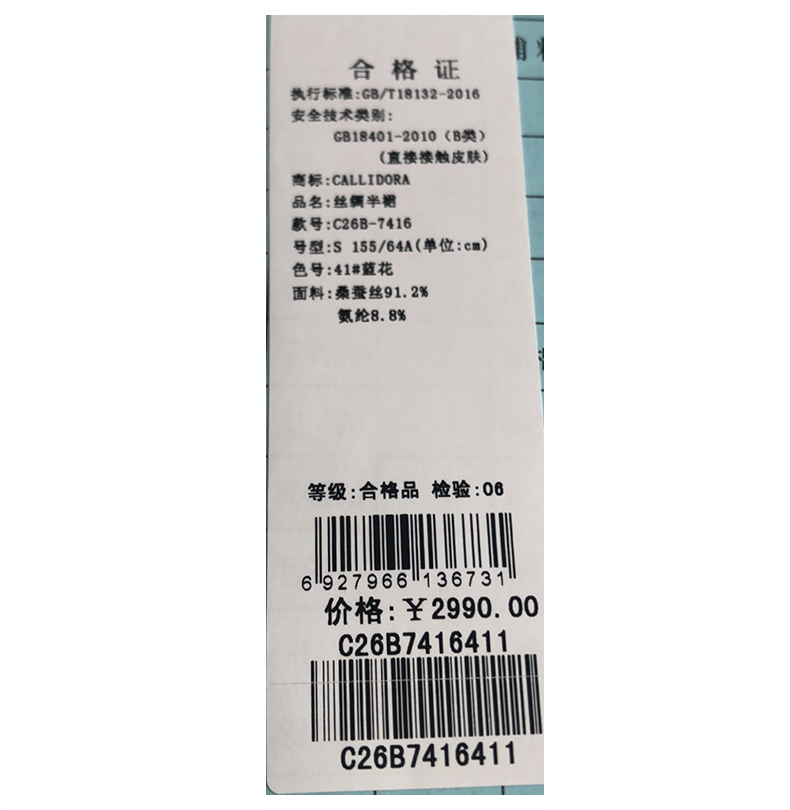 合格证
执行标准:GB/T18132-2016
安全技术类别:
GB18401-2010（B类）
(直接接触皮肤)
商标:CALLIDORA
品名:丝绸半裙
款号:C26B-7416
号型:S 155/64A(单位:cm)
色号:41#蓝花
面料:桑蚕丝91.2%
氨纶8.8%
等级:合格品 检验:06
6 927966 136731
价格:￥2990.00
C26B7416411
C26B7416411